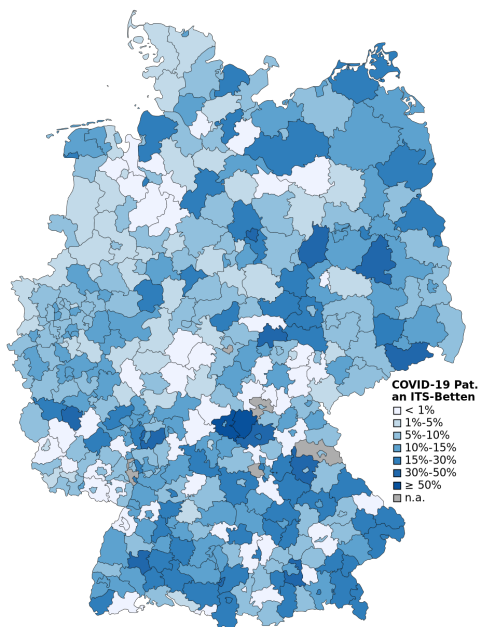 COVID-19 Pat.
an ITS-Betten
< 1%
1%-5%
5%-10%
10%-15%
15%-30%
30%-50%
≥ 50%
n.a.